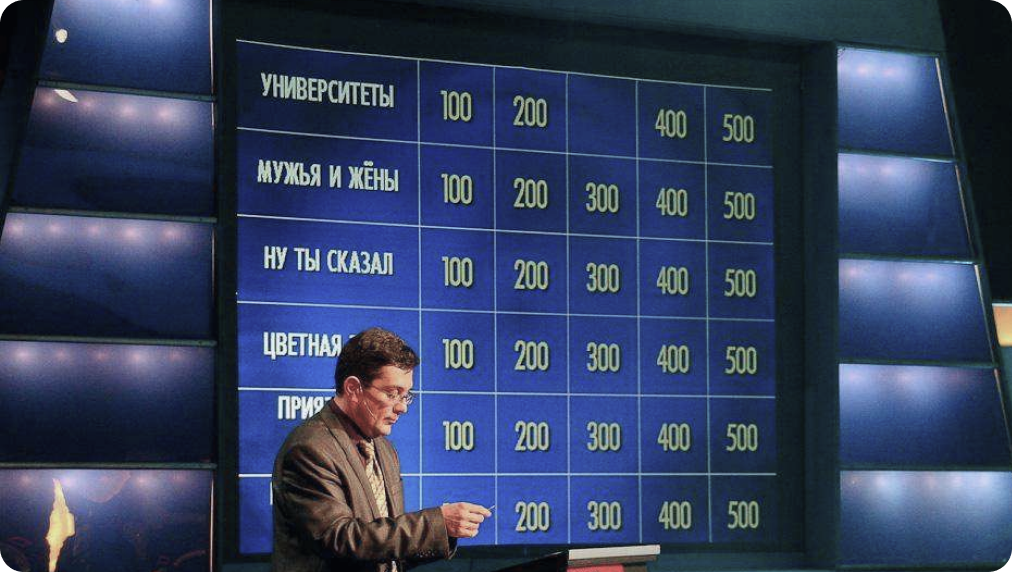 УНИВЕРСИТЕТЫ 100 200 400 500
МУЖЬЯ И ЖЁНЫ 100 200 300 400 500
НУ ТЫ СКАЗАЛ 100 200 300 400 500
ЦВЕТНАЯ 100 200 300 400 500
100 200 300 400 500
200 300 400 500